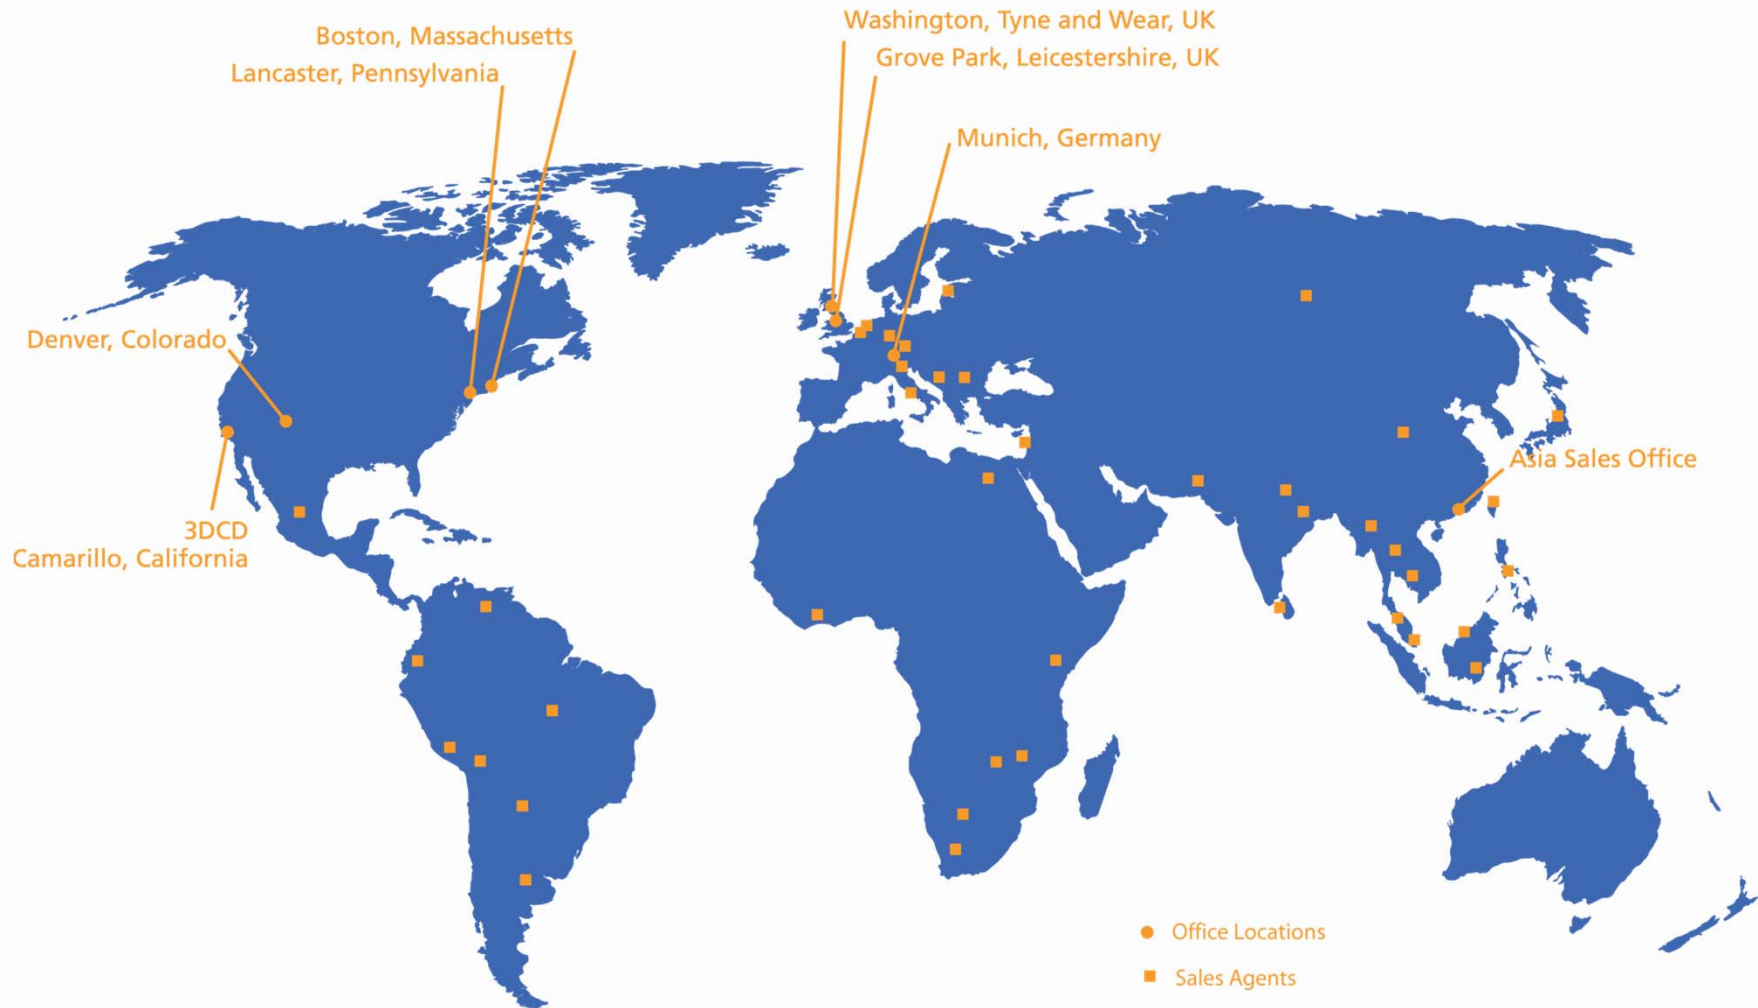 Washington, Tyne and Wear, UK
Boston, Massachusetts
Grove Park, Leicestershire, UK
Lancaster, Pennsylvania
Munich, Germany
Denver, Colorado
Asia Sales Office
3DCD
Camarillo, California
Office Locations
Sales Agents